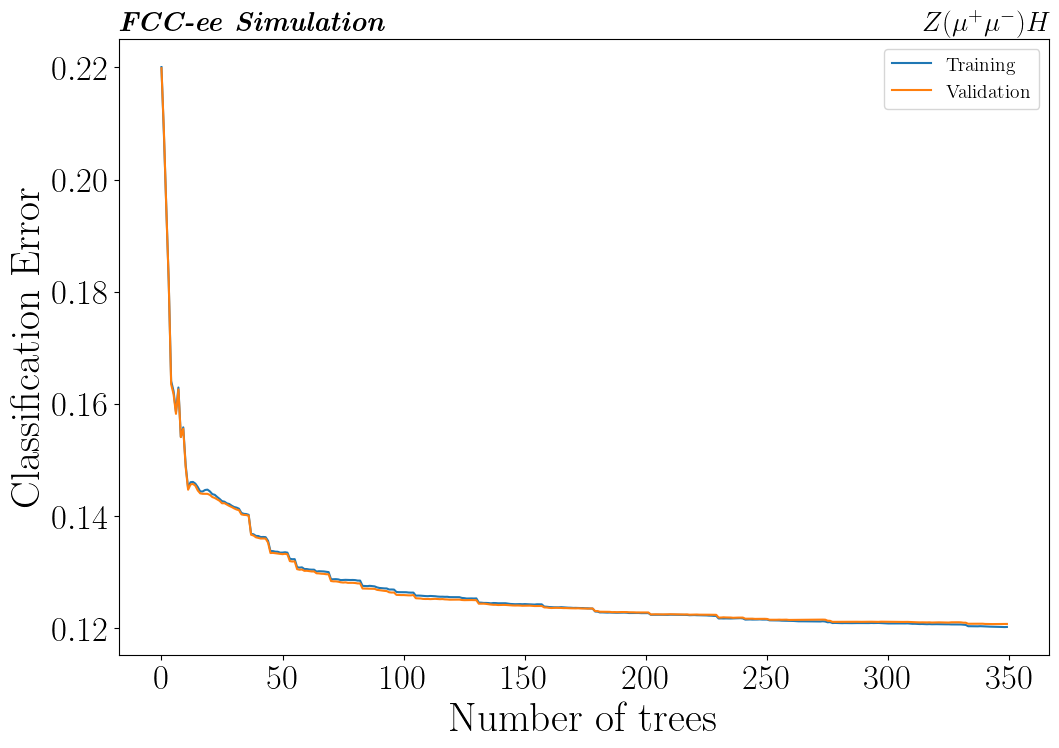 FCC-ee Simulation
Z(μ⁺μ⁻)H
Training
Validation
Classification Error
0.22
0.20
0.18
0.16
0.14
0.12
0 50 100 150 200 250 300 350
Number of trees